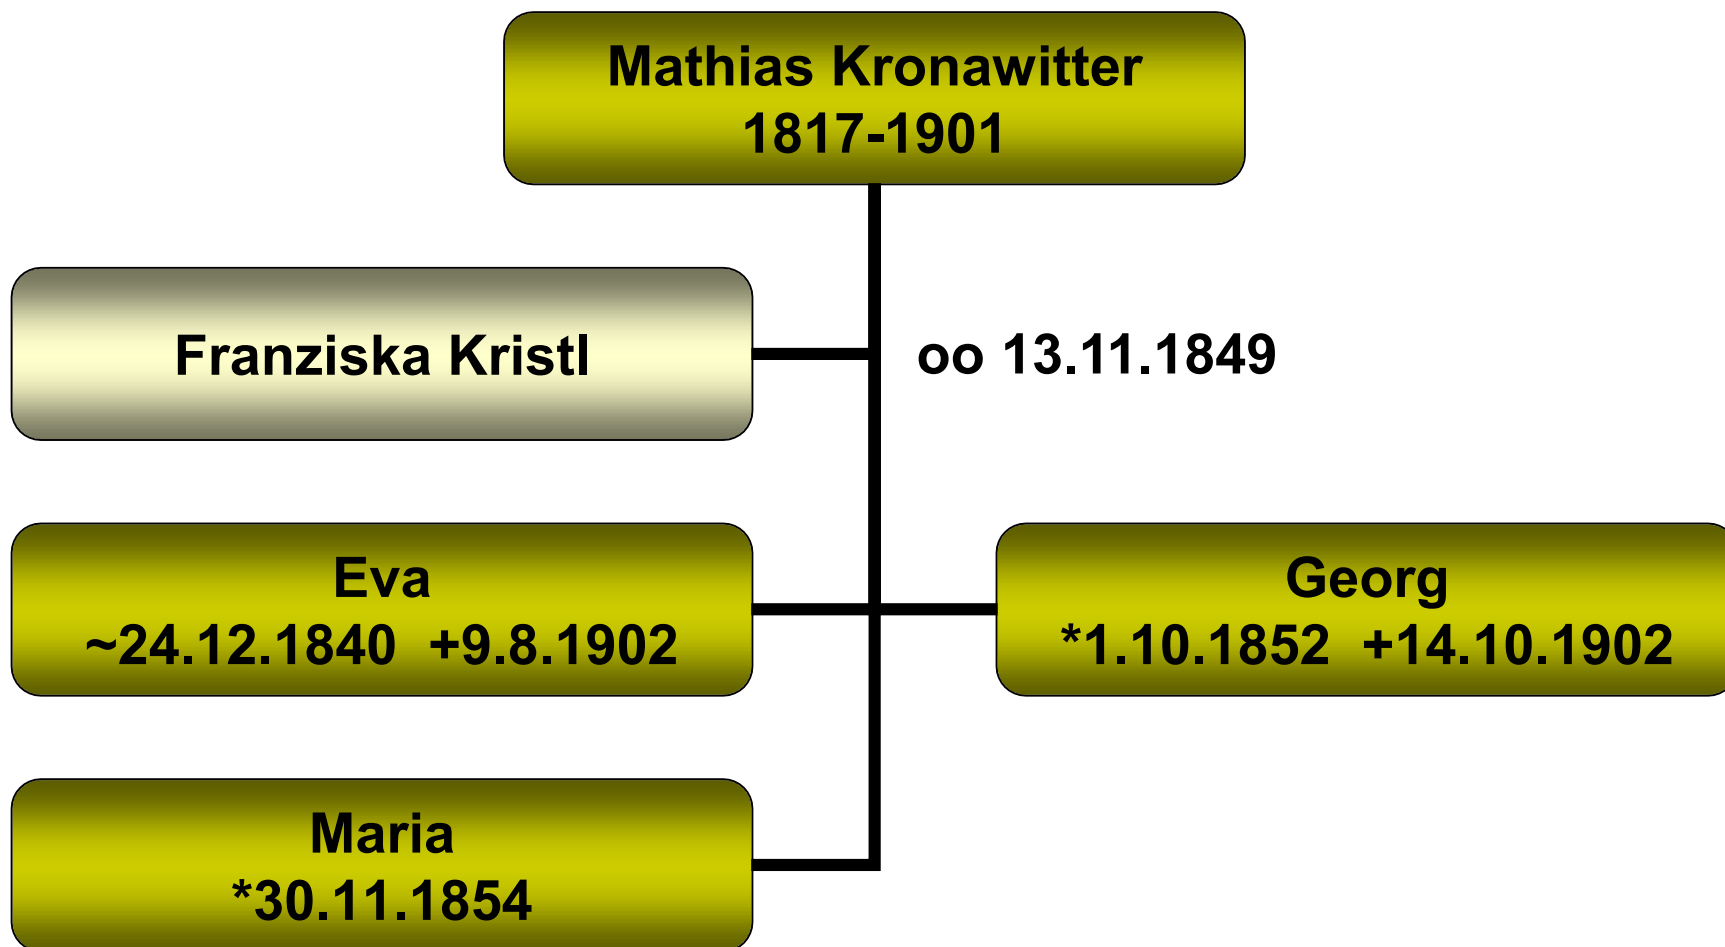 Mathias Kronawitter
1817-1901
Franziska Kristl
oo 13.11.1849
Eva
~24.12.1840  +9.8.1902
Georg
*1.10.1852  +14.10.1902
Maria
*30.11.1854